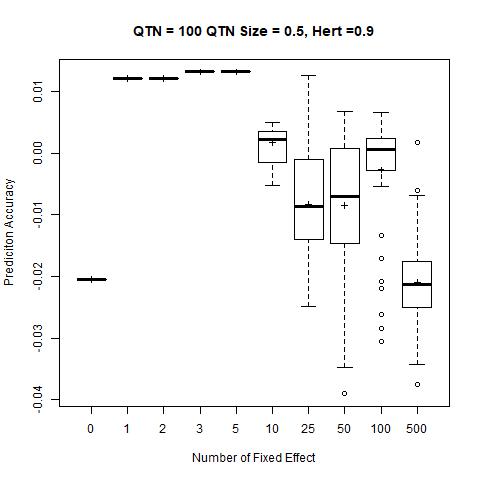 QTN = 100 QTN Size = 0.5, Hert =0.9
0.01
0.00
-0.01
-0.02
-0.03
-0.04
Prediciton Accuracy
0 1 2 3 5 10 25 50 100 500
Number of Fixed Effect